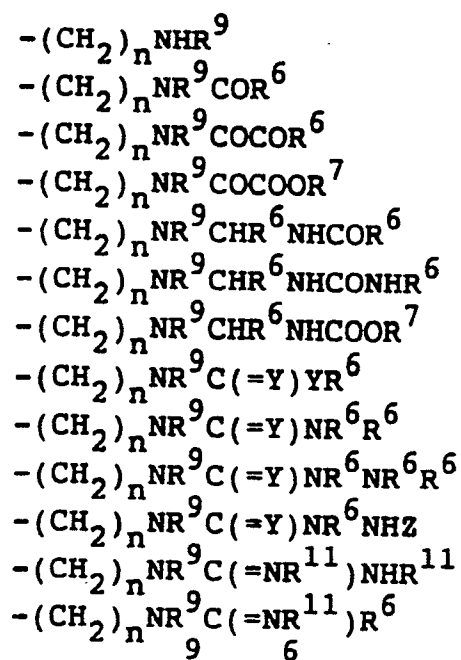 -(CH₂)ₙNHR⁹
-(CH₂)ₙNR⁹COR⁶
-(CH₂)ₙNR⁹COCOR⁶
-(CH₂)ₙNR⁹COCOOR⁷
-(CH₂)ₙNR⁹CHR⁶NHCOR⁶
-(CH₂)ₙNR⁹CHR⁶NHCONHR⁶
-(CH₂)ₙNR⁹CHR⁶NHCOOR⁷
-(CH₂)ₙNR⁹C(=Y)YR⁶
-(CH₂)ₙNR⁹C(=Y)NR⁶R⁶
-(CH₂)ₙNR⁹C(=Y)NR⁶NR⁶R⁶
-(CH₂)ₙNR⁹C(=Y)NR⁶NHZ
-(CH₂)ₙNR⁹C(=NR¹¹)NHR¹¹
-(CH₂)ₙNR⁹C(=NR¹¹)R⁶
9 6